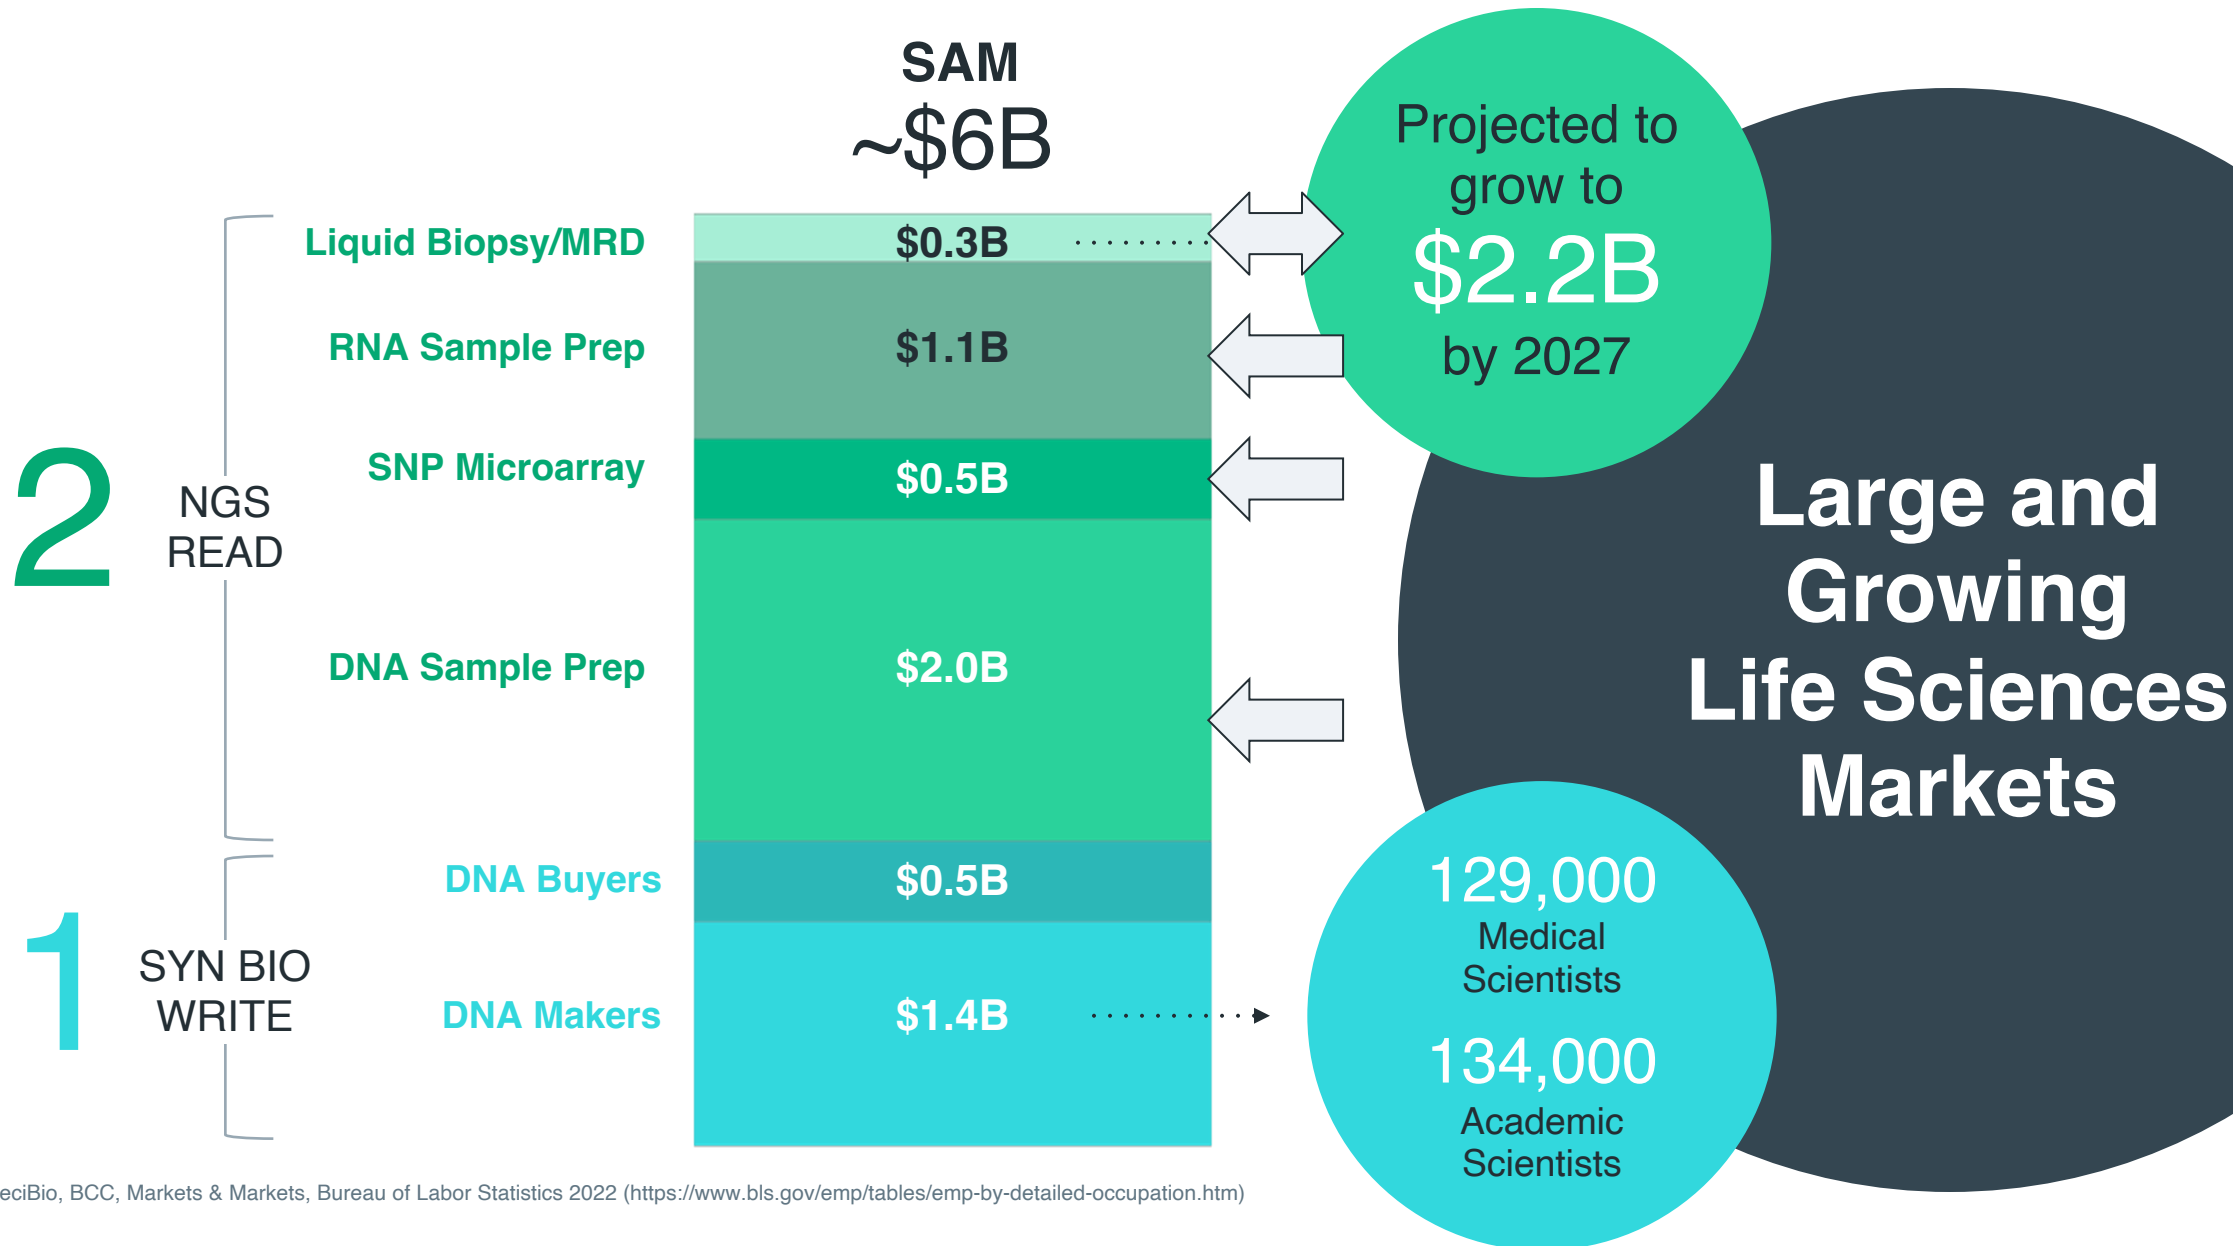 SAM
~$6B
Liquid Biopsy/MRD
$0.3B
RNA Sample Prep
$1.1B
SNP Microarray
$0.5B
2
NGS
READ
DNA Sample Prep
$2.0B
DNA Buyers
$0.5B
1
SYN BIO
WRITE
DNA Makers
$1.4B
Projected to
grow to
$2.2B
by 2027
Large and
Growing
Life Sciences
Markets
129,000
Medical
Scientists
134,000
Academic
Scientists
eciBio, BCC, Markets & Markets, Bureau of Labor Statistics 2022 (https://www.bls.gov/emp/tables/emp-by-detailed-occupation.htm)